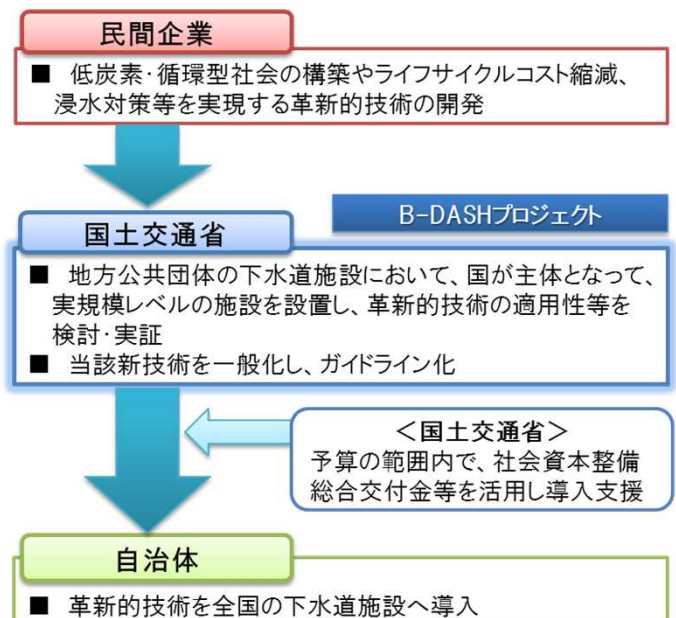 民間企業
■ 低炭素・循環型社会の構築やライフサイクルコスト縮減、
浸水対策等を実現する革新的技術の開発
B-DASHプロジェクト
国土交通省
■ 地方公共団体の下水道施設において、国が主体となって、
実規模レベルの施設を設置し、革新的技術の適用性等を
検討・実証
■ 当該新技術を一般化し、ガイドライン化
＜国土交通省＞
予算の範囲内で、社会資本整備
総合交付金等を活用し導入支援
自治体
■ 革新的技術を全国の下水道施設へ導入